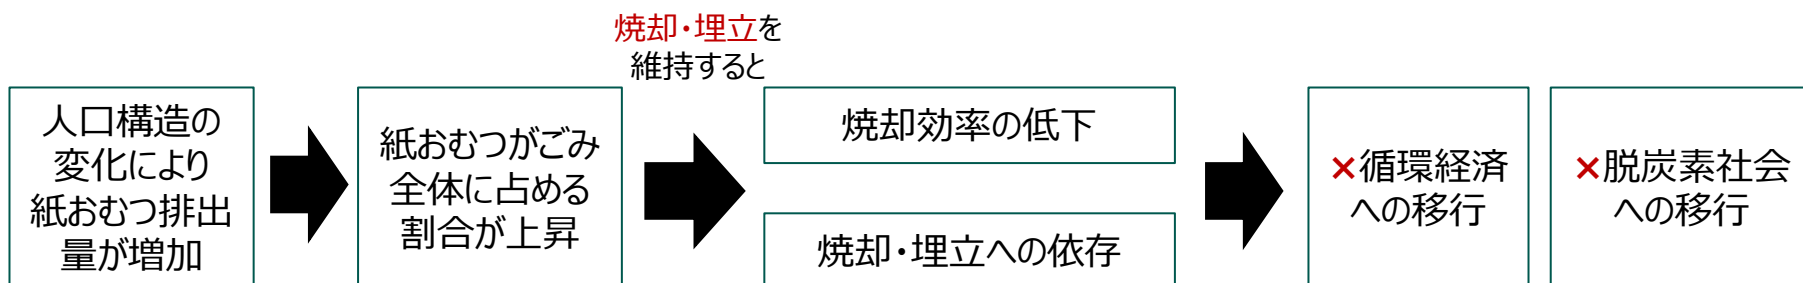 焼却・埋立を
維持すると
人口構造の
変化により
紙おむつ排出
量が増加
紙おむつがごみ
全体に占める
割合が上昇
焼却効率の低下
焼却・埋立への依存
×循環経済
への移行
×脱炭素社会
への移行